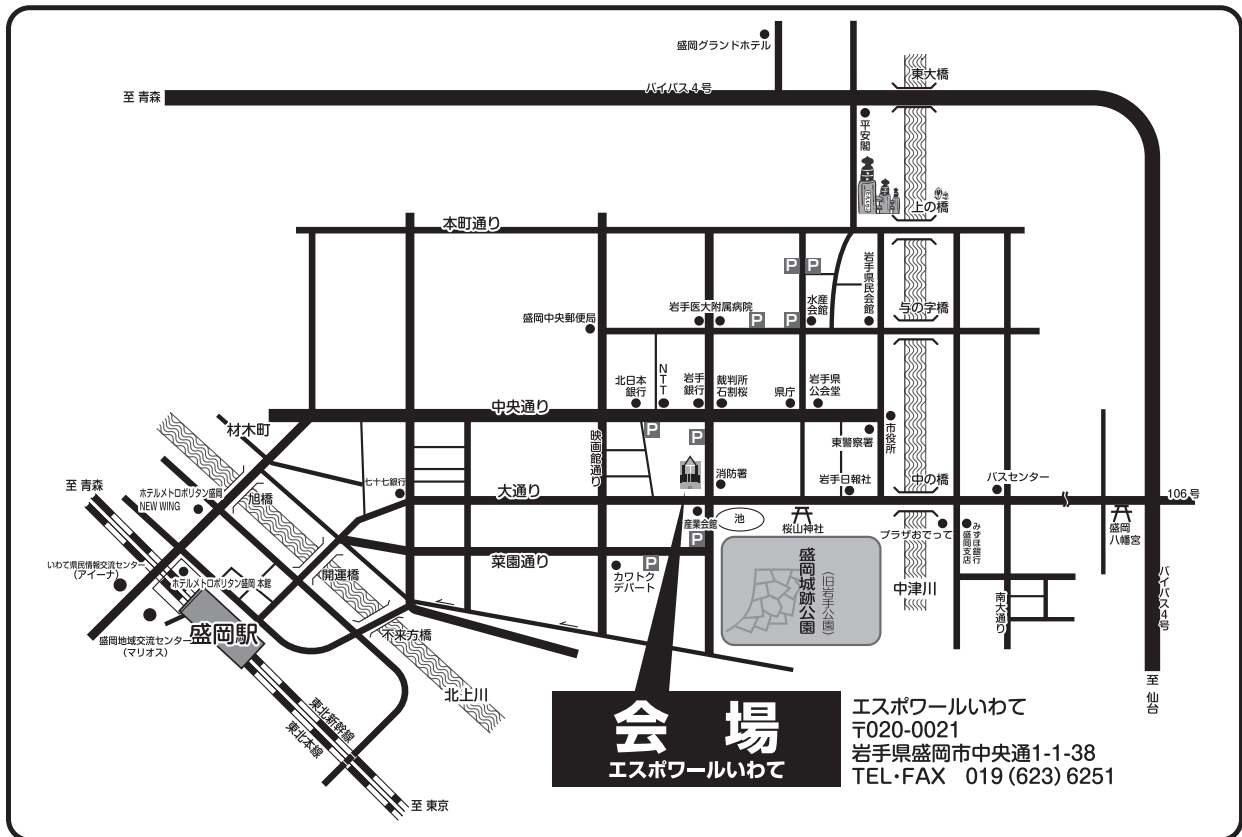 盛岡グランドホテル
東大橋
バイパス4号
至 青森
平安閣
上の橋
本町通り
岩手県民会館
水産
会館
岩手医大附属病院
与の字橋
盛岡中央郵便局
P
P
P
P
北日本
銀行
NTT
岩手
銀行
裁判所
石割桜
県庁
岩手県
公会堂
中央通り
材木町
映画館通り
P
P
東警察署
市役所
七十七銀行
消防署
岩手日報社
中の橋
バスセンター
至 青森
ホテルメトロポリタン盛岡
NEW WING
旭橋
大通り
106号
産業会館
池
桜山神社
プラザおでって
みずほ銀行
盛岡支店
盛岡
八幡宮
P
P
菜園通り
カワトク
デパート
盛岡城跡公園
(旧岩手公園)
中津川
南大通り
バイパス4号
いわて県民情報交流センター
(アイーナ)
ホテルメトロポリタン盛岡 本館
開運橋
盛岡駅
盛岡地域交流センター
(マリオス)
不来方橋
北上川
東北新幹線
東北本線
至 仙台
至 東京
会 場
エスポワールいわて
エスポワールいわて
〒020-0021
岩手県盛岡市中央通1-1-38
TEL・FAX 019(623)6251